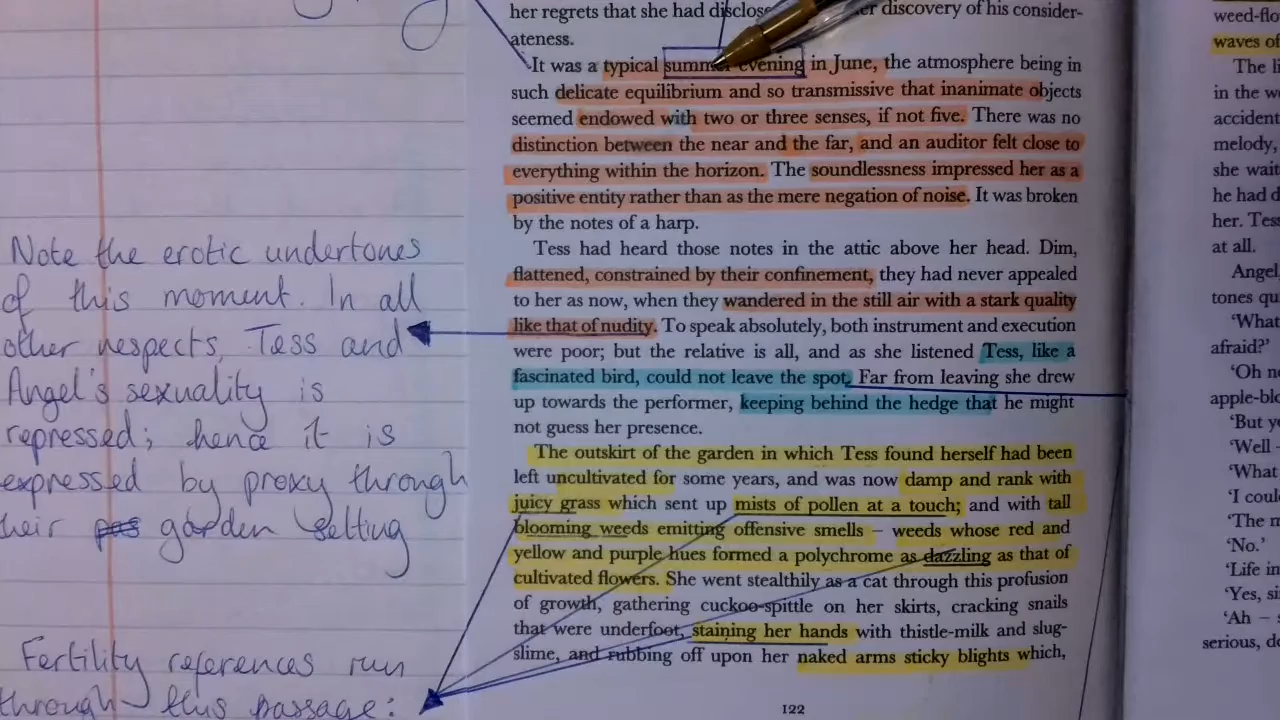 her regrets that she had her discovery of his consider-
ateness.
It was a typical summer evening in June, the atmosphere being in
such delicate equilibrium and so transmissive that inanimate objects
seemed endowed with two or three senses, if not five. There was no
distinction between the near and the far, and an auditor felt close to
everything within the horizon. The soundlessness impressed her as a
positive entity rather than as the mere negation of noise. It was broken
by the notes of a harp.
Tess had heard those notes in the attic above her head. Dim,
flattened, constrained by their confinement, they had never appealed
to her as now, when they wandered in the still air with a stark quality
like that of nudity. To speak absolutely, both instrument and execution
were poor; but the relative is all, and as she listened Tess, like a
fascinated bird, could not leave the spot. Far from leaving she drew
up towards the performer, keeping behind the hedge that he might
not guess her presence.
The outskirt of the garden in which Tess found herself had been
left uncultivated for some years, and was now damp and rank with
juicy grass which sent up mists of pollen at a touch; and with tall
blooming weeds emitting offensive smells – weeds whose red and
yellow and purple hues formed a polychrome as dazzling as that of
cultivated flowers. She went stealthily as a cat through this profusion
of growth, gathering cuckoo-spittle on her skirts, cracking snails
that were underfoot, staining her hands with thistle-milk and slug-
slime, and rubbing off upon her naked arms sticky blights which,
122
Note the erotic undertones
of this moment. In all
other respects, Tess and
Angel's sexuality is
repressed; hence it is
expressed by proxy through
their garden setting
Fertility references run
through this passage:
weed-flo
waves of
The li
in the w
accident
melody,
she wait
he had d
her. Tess
at all.
Angel
tones qu
'What
afraid?'
'Oh no
apple-blo
'But yo
'Well –
'What
'I coul
'The n
'No.'
'Life in
'Yes, si
'Ah – s
serious, do